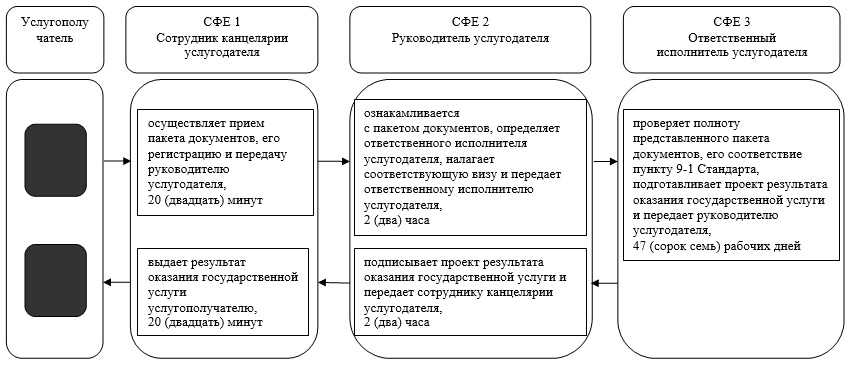 Услугополу
чатель
СФЕ 1
Сотрудник канцелярии
услугодателя
СФЕ 2
Руководитель услугодателя
СФЕ 3
Ответственный
исполнитель услугодателя
осуществляет прием
пакета документов, его
регистрацию и передачу
руководителю
услугодателя,
20 (двадцать) минут
ознакамливается
с пакетом документов, определяет
ответственного исполнителя
услугодателя, налагает
соответствующую визу и передает
ответственному исполнителю
услугодателя,
2 (два) часа
проверяет полноту
представленного пакета
документов, его соответствие
пункту 9-1 Стандарта,
подготавливает проект результата
оказания государственной услуги
и передает руководителю
услугодателя,
47 (сорок семь) рабочих дней
выдает результат
оказания государственной
услуги
услугополучателю,
20 (двадцать) минут
подписывает проект результата
оказания государственной услуги и
передает сотруднику канцелярии
услугодателя,
2 (два) часа